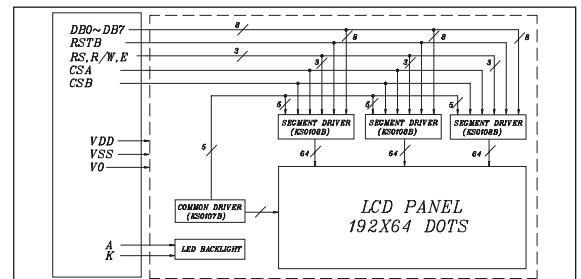 DB0~DB7 8 8 8 8
RSTB
RS,R/W,E 3 3 3 3
CSA
CSB
5 5 5
SEGMENT DRIVER SEGMENT DRIVER SEGMENT DRIVER
(KS0108B) (KS0108B) (KS0108B)
VDD
VSS
VO
5
64 64 64
COMMON DRIVER
(KS0107B)
LCD PANEL
192X64 DOTS
A
K
LED BACKLIGHT